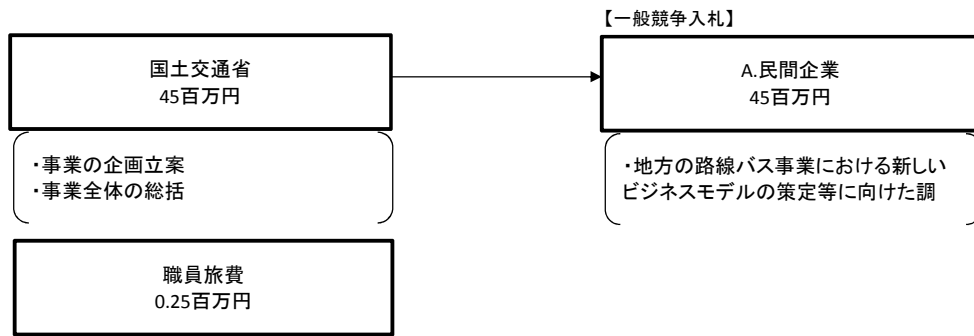 【一般競争入札】
国土交通省
45百万円
A.民間企業
45百万円
・事業の企画立案
・事業全体の総括
・地方の路線バス事業における新しい
ビジネスモデルの策定等に向けた調
職員旅費
0.25百万円